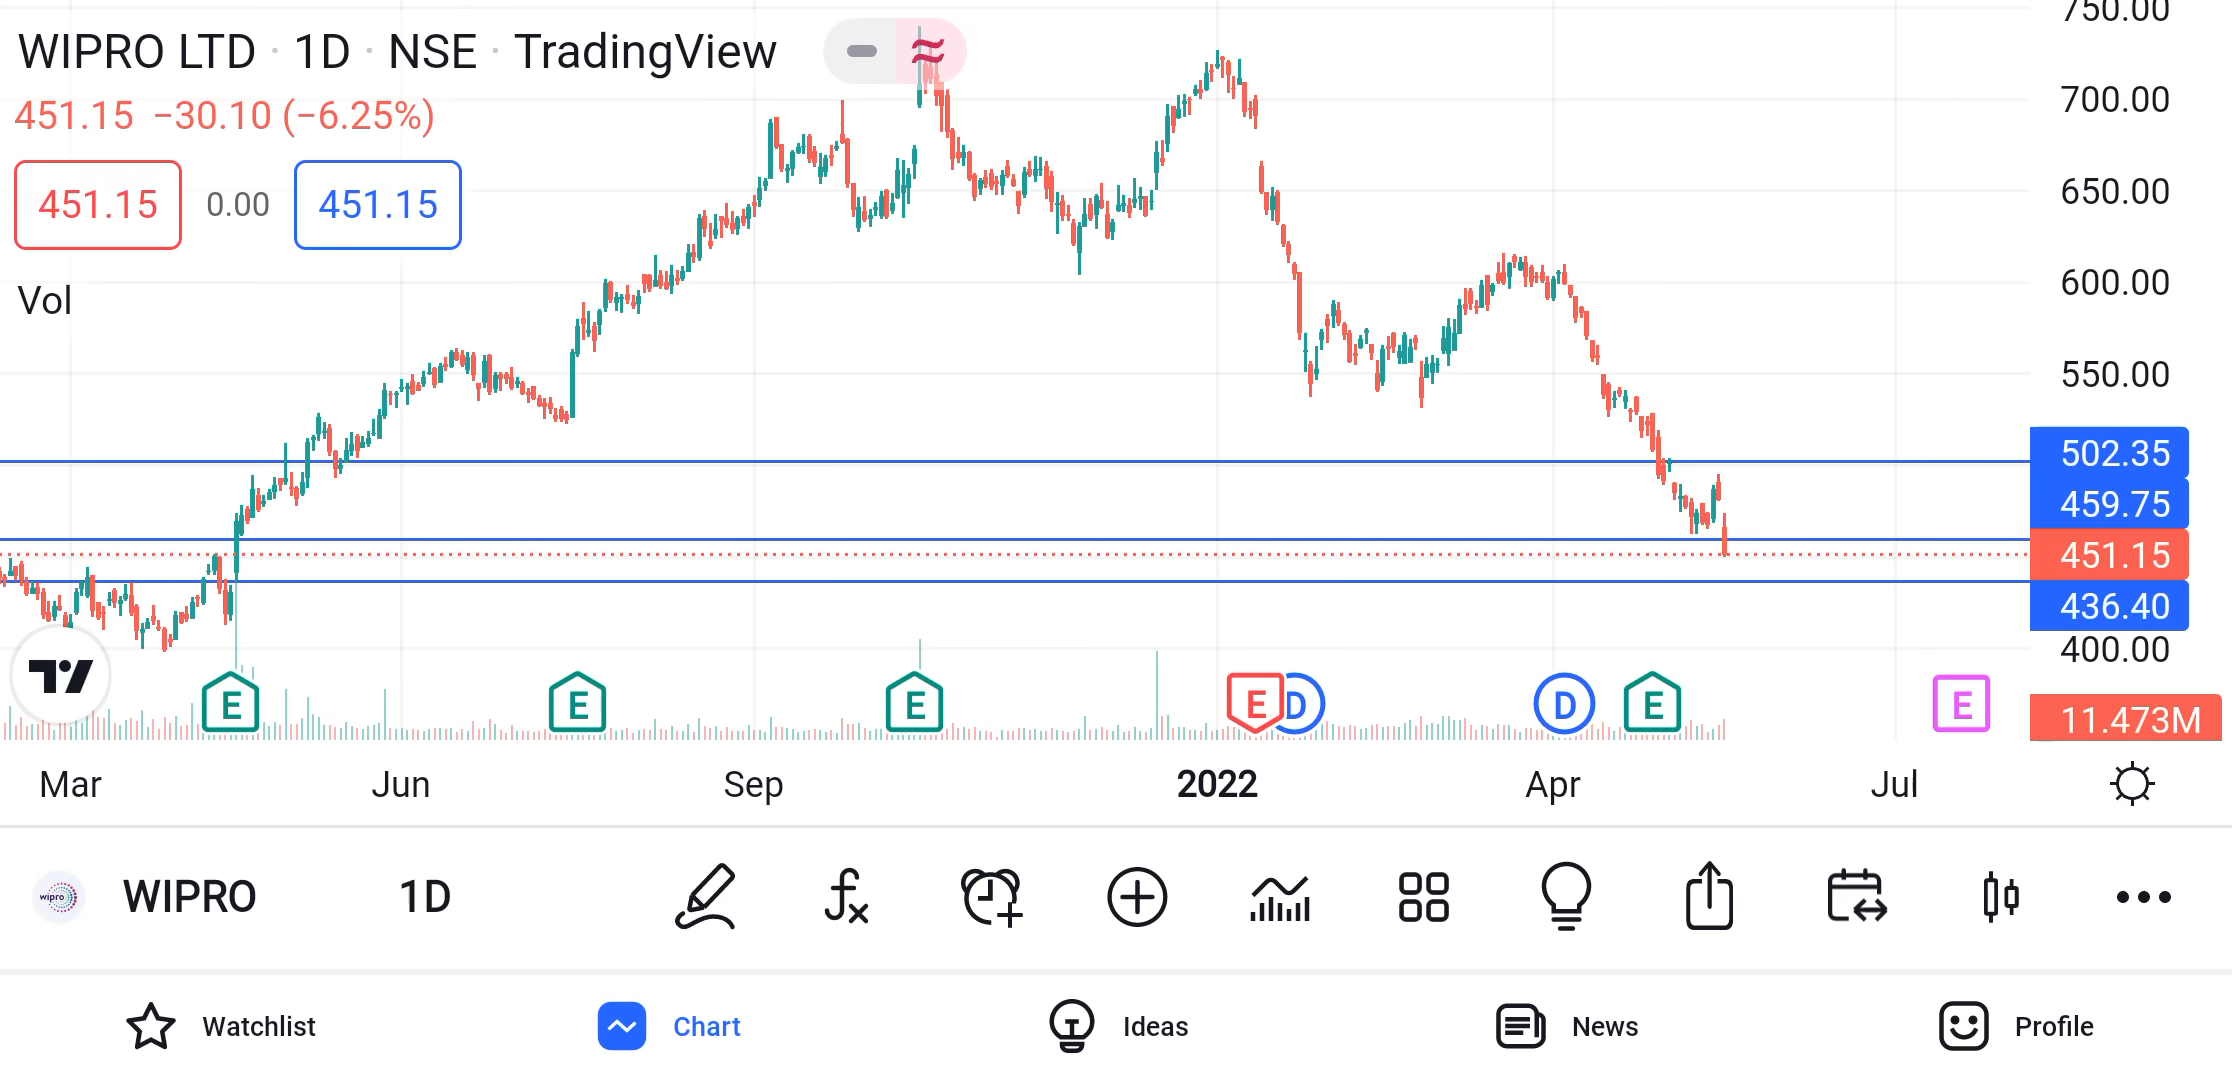 WIPRO LTD · 1D · NSE · TradingView
451.15 −30.10 (−6.25%)
451.15 0.00 451.15
Vol
750.00
700.00
650.00
600.00
550.00
502.35
459.75
451.15
436.40
400.00
11.473M
E E E E D D E E
Mar Jun Sep 2022 Apr Jul
wipro WIPRO 1D
Watchlist Chart Ideas News Profile